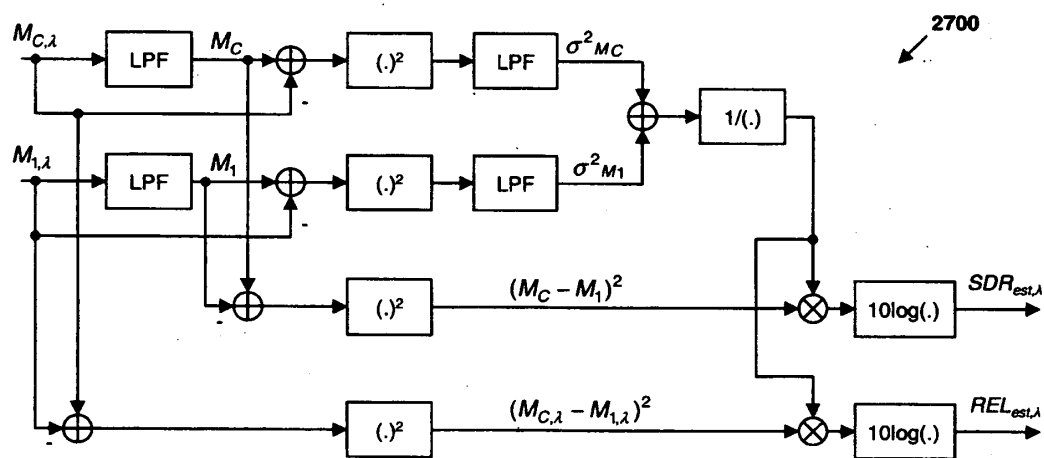 2700
M_{C,λ} LPF M_C (.)² LPF σ²_{MC}
1/(.)
M_{1,λ} LPF M_1 (.)² LPF σ²_{M1}
(.)² (M_C – M_1)² 10log(.) SDR_{est,λ}
(.)² (M_{C,λ} – M_{1,λ})² 10log(.) REL_{est,λ}